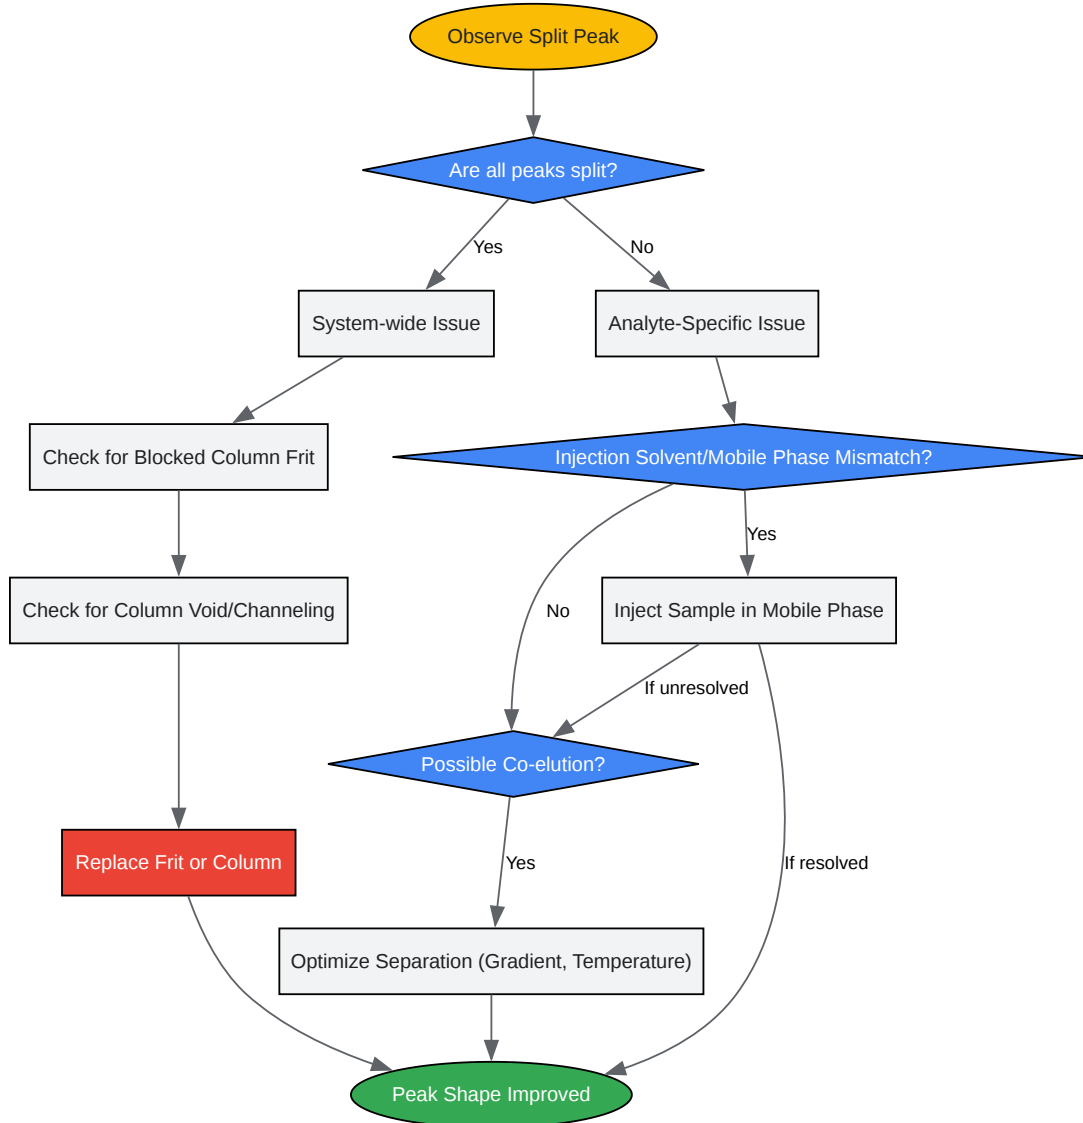 Observe Split Peak
Are all peaks split?
Yes
No
System-wide Issue
Analyte-Specific Issue
Check for Blocked Column Frit
Injection Solvent/Mobile Phase Mismatch?
Yes
Check for Column Void/Channeling
No
Inject Sample in Mobile Phase
If unresolved
Possible Co-elution?
Replace Frit or Column
Yes
If resolved
Optimize Separation (Gradient, Temperature)
Peak Shape Improved